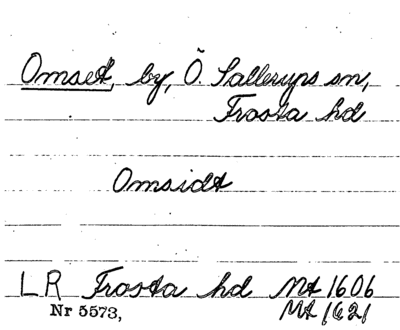 Omset, by, Ö. Sallerups sn,
Frosta hd
Omsidt
LR Frosta hd Mt 1606
Nr 5573, Mt 1621